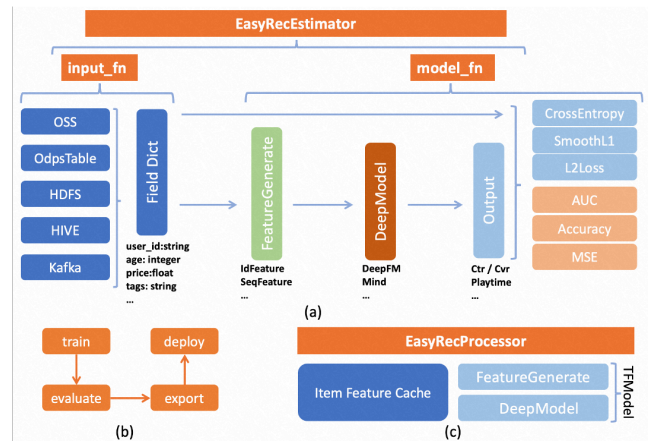 EasyRecEstimator
input_fn
model_fn
OSS
OdpsTable
HDFS
HIVE
Kafka
Field Dict
user_id:string
age: integer
price:float
tags: string
...
FeatureGenerate
IdFeature
SeqFeature
...
DeepModel
DeepFM
Mind
...
Output
Ctr / Cvr
Playtime
...
CrossEntropy
SmoothL1
L2Loss
AUC
Accuracy
MSE
(a)
train
deploy
evaluate
export
(b)
EasyRecProcessor
Item Feature Cache
FeatureGenerate
DeepModel
TFModel
(c)